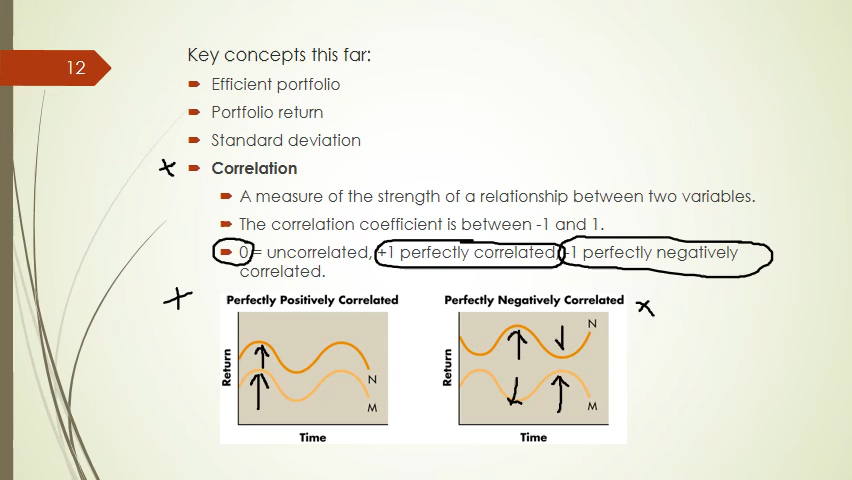 12
Key concepts this far:
Efficient portfolio
Portfolio return
Standard deviation
Correlation
A measure of the strength of a relationship between two variables.
The correlation coefficient is between -1 and 1.
0 = uncorrelated, +1 perfectly correlated, -1 perfectly negatively
correlated.
Perfectly Positively Correlated
Return
N
M
Time
Perfectly Negatively Correlated
Return
N
M
Time